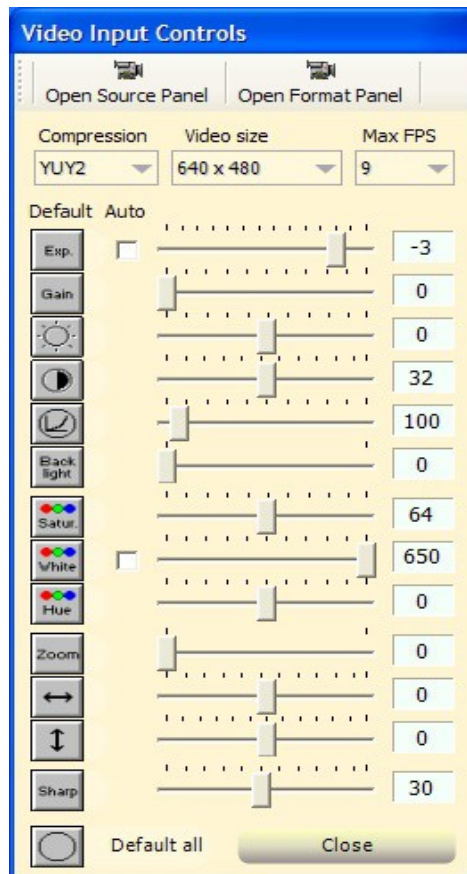 Video Input Controls
Open Source Panel Open Format Panel
Compression Video size Max FPS
YUY2 640 x 480 9
Default Auto
Exp. -3
Gain 0
0
32
100
Back light 0
Satur. 64
White 650
Hue 0
Zoom 0
0
0
Sharp 30
Default all Close